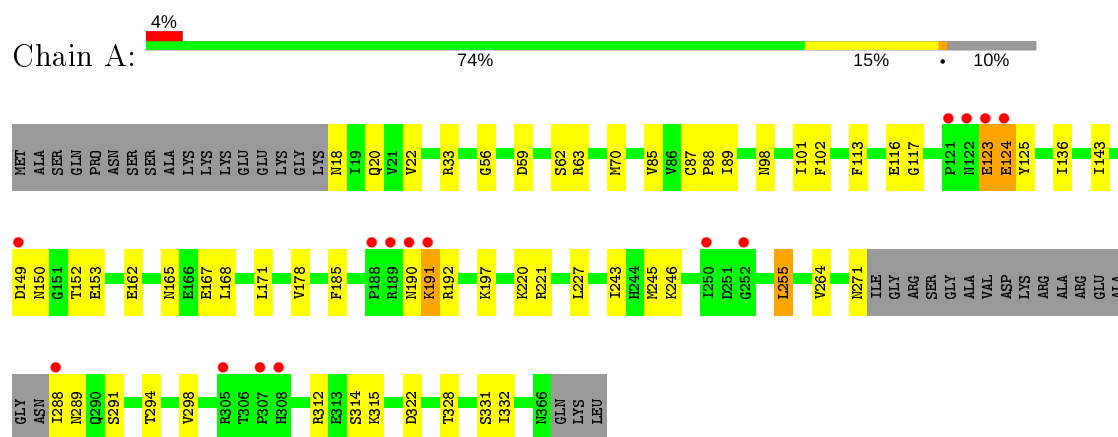 4%
Chain A:
74% 15% • 10%
MET ALA SER GLN PRO ASN SER SER ALA LYS LYS LYS GLU GLU LYS GLY LYS N18 I19 Q20 V21 V22 R33 G56 D59 S62 R63 M70 V85 V86 C87 P88 I89 N98 I101 F102 F113 E116 G117 P121 N122 E123 E124 Y125 I136 I143
D149 N150 G151 T152 E153 E162 N165 E166 E167 L168 L171 V178 F185 P188 R189 N190 K191 R192 K197 K220 R221 L227 I243 H244 M245 K246 I250 D251 G252 L255 V264 N271 ILE GLY ARG SER GLY ALA VAL ASP LYS ARG ALA ARG GLU ALA
GLY ASN I288 N289 Q290 S291 T294 V298 R305 T306 P307 H308 R312 E313 S314 K315 D322 T328 S331 I332 N366 GLN LYS LEU